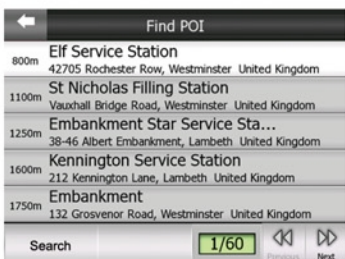 Find POI
800m Elf Service Station
42705 Rochester Row, Westminster United Kingdom
1100m St Nicholas Filling Station
Vauxhall Bridge Road, Westminster United Kingdom
1250m Embankment Star Service Sta...
38-46 Albert Embankment, Lambeth United Kingdom
1600m Kennington Service Station
212 Kennington Lane, Lambeth United Kingdom
1750m Embankment
132 Grosvenor Road, Westminster United Kingdom
Search 1/60 Previous Next